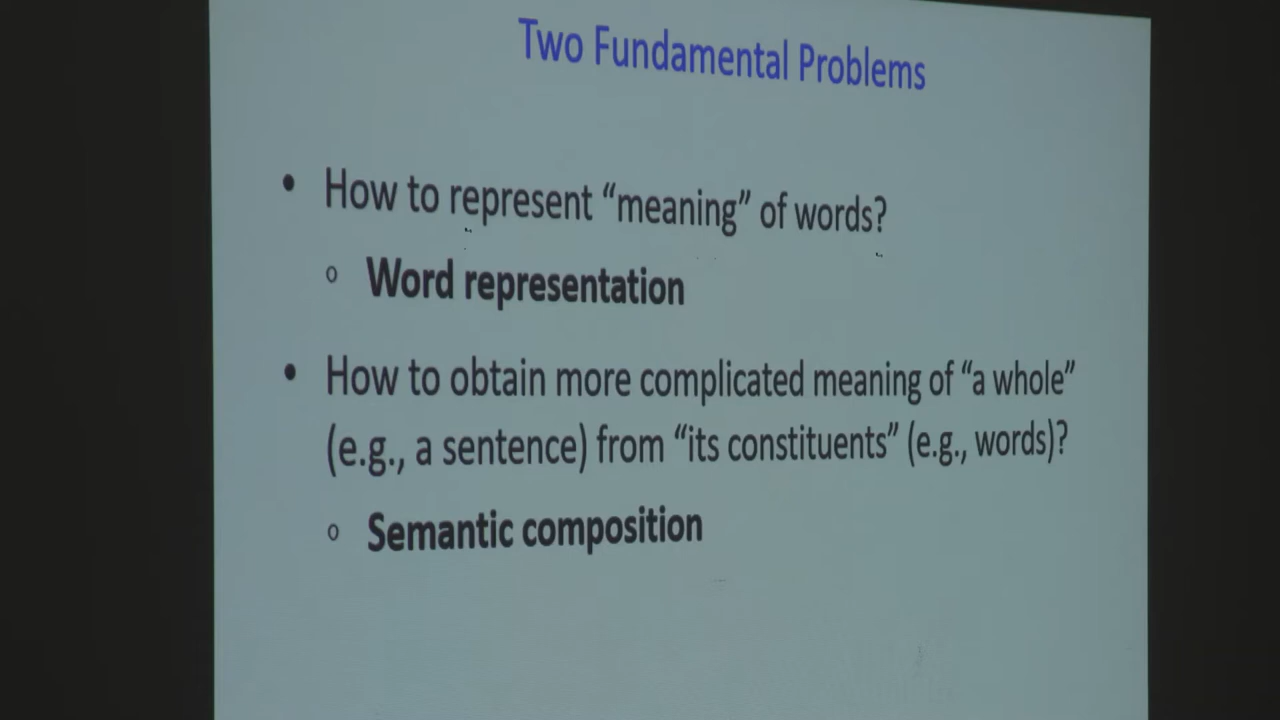 Two Fundamental Problems
• How to represent “meaning” of words?
o Word representation
• How to obtain more complicated meaning of “a whole”
(e.g., a sentence) from “its constituents” (e.g., words)?
o Semantic composition